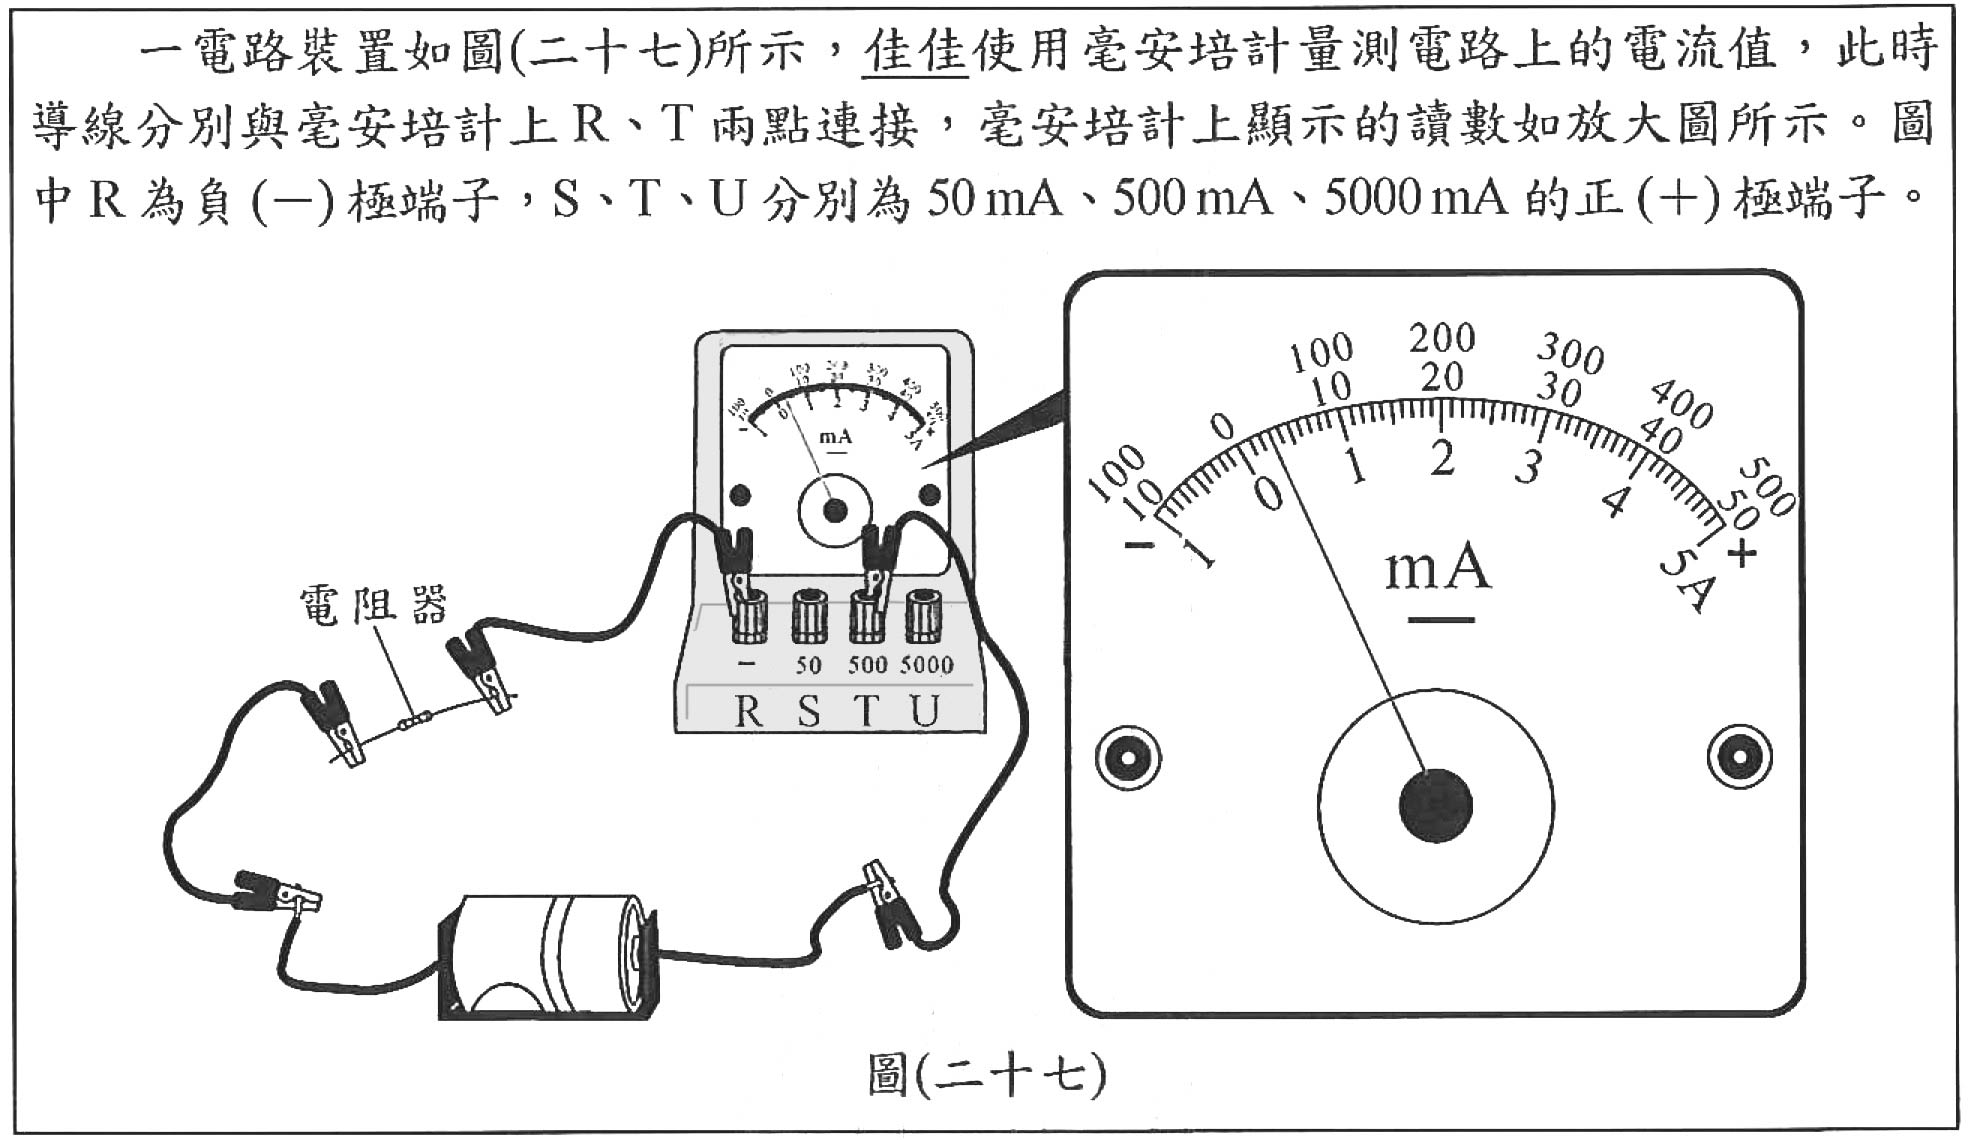 一電路裝置如圖(二十七)所示，佳佳使用毫安培計量測電路上的電流值，此時
導線分別與毫安培計上R、T兩點連接，毫安培計上顯示的讀數如放大圖所示。圖
中R為負(－)極端子，S、T、U分別為50 mA、500 mA、5000 mA的正(＋)極端子。
100 0 100 200 300 400 500
10 10 20 30 40 50
－ 1 0 1 2 3 4 5A ＋
mA
mA
電阻器
－ 50 500 5000
R S T U
圖(二十七)